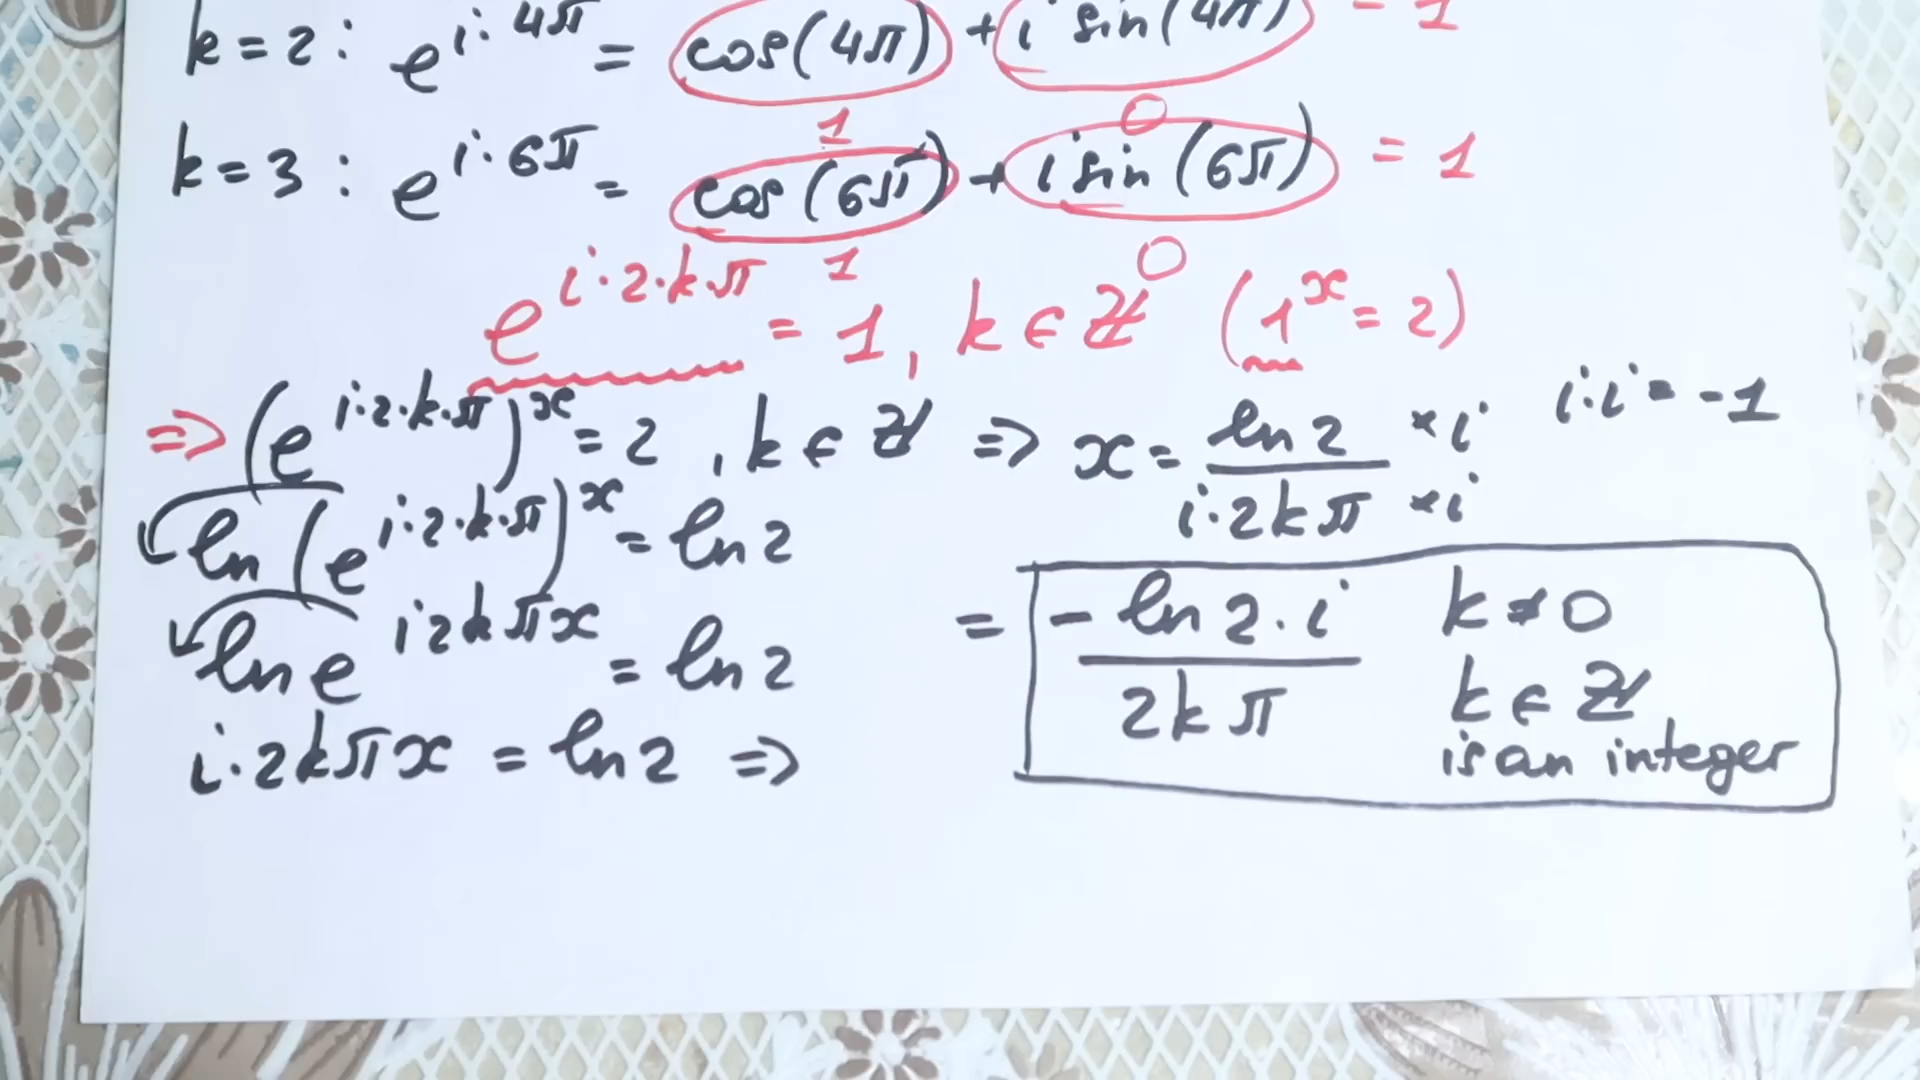 k = 2 : e^{i·4π} = cos(4π) + i sin(4π) = 1
1 0
k = 3 : e^{i·6π} = cos(6π) + i sin(6π) = 1
1 0
e^{i·2·k·π} = 1, k ∈ ℤ (1^x = 2)
=> (e^{i·2·k·π})^x = 2 , k ∈ ℤ => x = \frac{ln 2}{i·2kπ} ×i ×i i·i = -1
ln (e^{i·2·k·π})^x = ln 2
ln e^{i2kπx} = ln 2
= \frac{- ln 2 · i}{2kπ} k ≠ 0
k ∈ ℤ
is an integer
i·2kπx = ln 2 =>